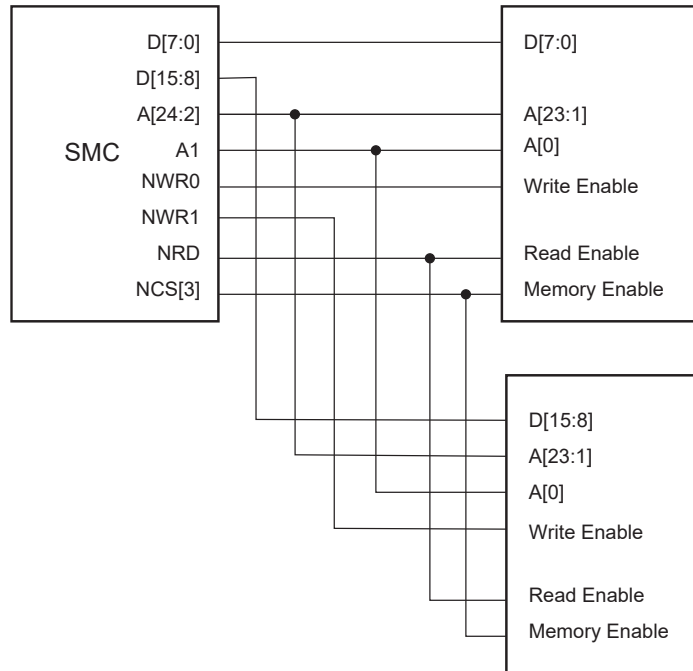 D[7:0]
D[15:8]
A[24:2]
SMC
A1
NWR0
NWR1
NRD
NCS[3]
D[7:0]
A[23:1]
A[0]
Write Enable
Read Enable
Memory Enable
D[15:8]
A[23:1]
A[0]
Write Enable
Read Enable
Memory Enable